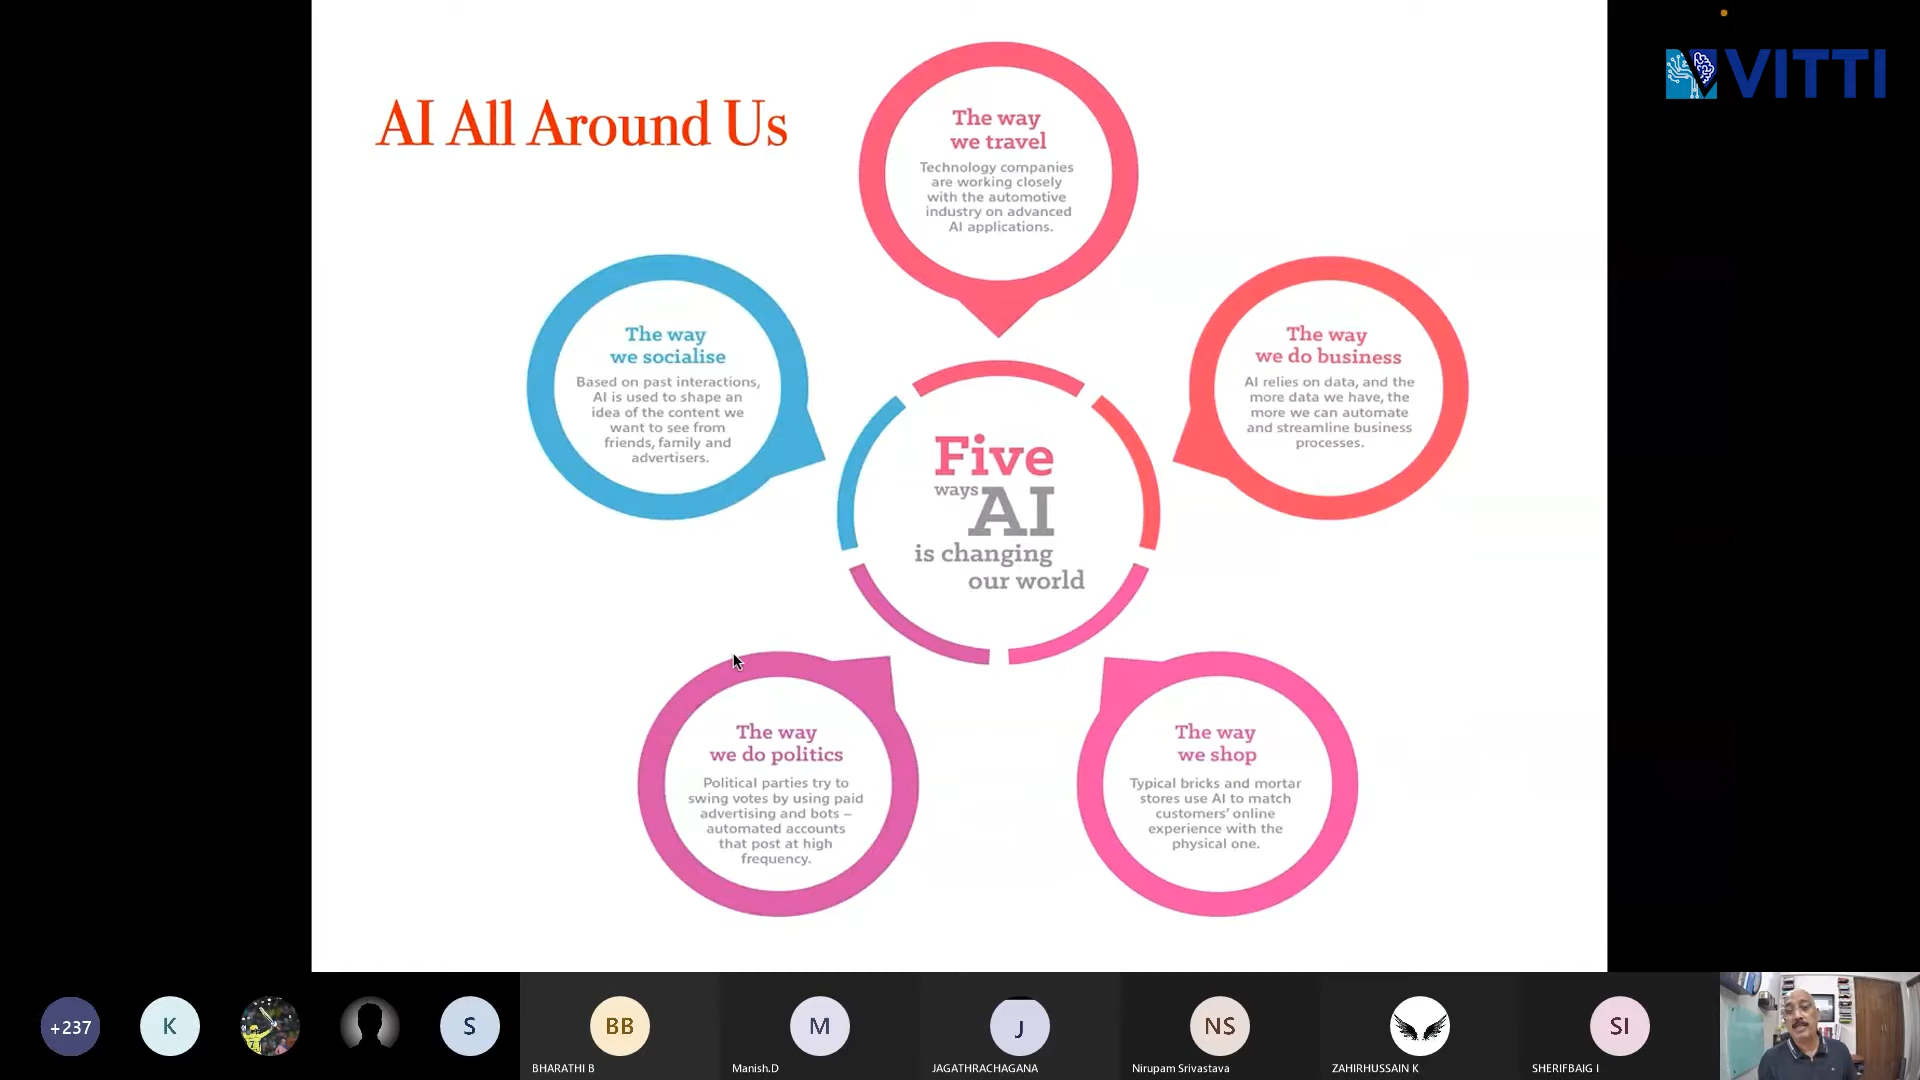 AI All Around Us
VITTI
The way
we travel
Technology companies
are working closely
with the automotive
industry on advanced
AI applications.
The way
we socialise
Based on past interactions,
AI is used to shape an
idea of the content we
want to see from
friends, family and
advertisers.
The way
we do business
AI relies on data, and the
more data we have, the
more we can automate
and streamline business
processes.
Five
ways AI
is changing
our world
The way
we do politics
Political parties try to
swing votes by using paid
advertising and bots –
automated accounts
that post at high
frequency.
The way
we shop
Typical bricks and mortar
stores use AI to match
customers' online
experience with the
physical one.
+237
K
S
BB
M
J
NS
SI
BHARATHI B
Manish.D
JAGATHRACHAGANA
Nirupam Srivastava
ZAHIRHUSSAIN K
SHERIFBAIG I